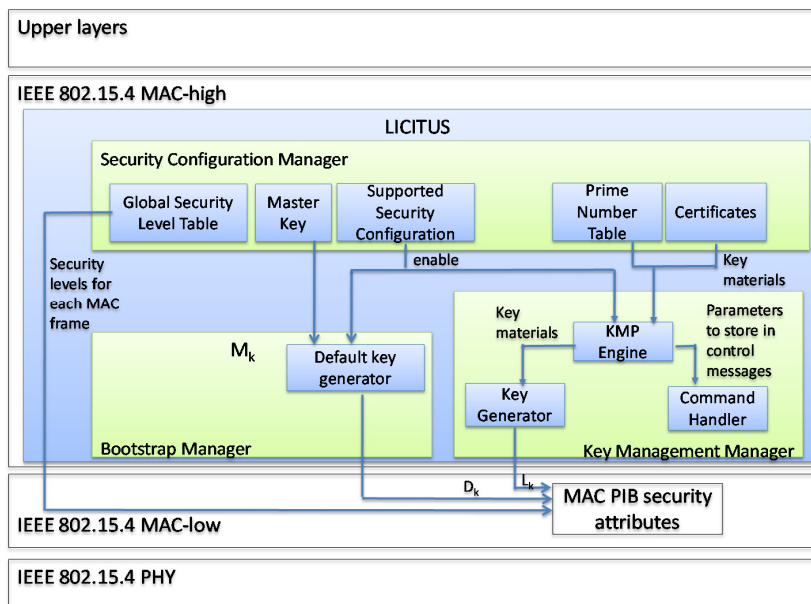 Upper layers
IEEE 802.15.4 MAC-high
LICITUS
Security Configuration Manager
Global Security
Level Table
Master
Key
Supported
Security
Configuration
Prime
Number
Table
Certificates
enable
Security
levels for
each MAC
frame
Key
materials
Mk
Default key
generator
Bootstrap Manager
Key
materials
KMP
Engine
Parameters
to store in
control
messages
Key
Generator
Command
Handler
Key Management Manager
Dk
Lk
MAC PIB security
attributes
IEEE 802.15.4 MAC-low
IEEE 802.15.4 PHY